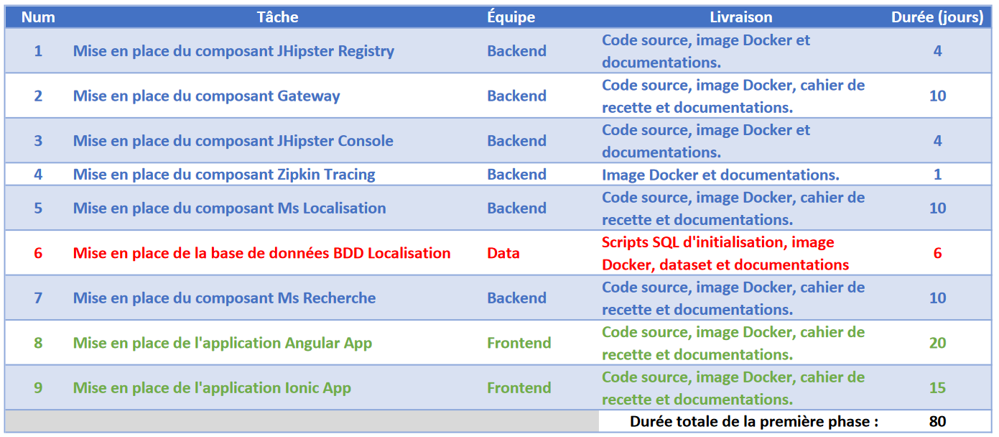 Num Tâche Équipe Livraison Durée (jours)
1 Mise en place du composant JHipster Registry Backend Code source, image Docker et
documentations. 4
2 Mise en place du composant Gateway Backend Code source, image Docker, cahier de
recette et documentations. 10
3 Mise en place du composant JHipster Console Backend Code source, image Docker et
documentations. 4
4 Mise en place du composant Zipkin Tracing Backend Image Docker et documentations. 1
5 Mise en place du composant Ms Localisation Backend Code source, image Docker, cahier de
recette et documentations. 10
6 Mise en place de la base de données BDD Localisation Data Scripts SQL d'initialisation, image
Docker, dataset et documentations 6
7 Mise en place du composant Ms Recherche Backend Code source, image Docker, cahier de
recette et documentations. 10
8 Mise en place de l'application Angular App Frontend Code source, image Docker, cahier de
recette et documentations. 20
9 Mise en place de l'application Ionic App Frontend Code source, image Docker, cahier de
recette et documentations. 15
Durée totale de la première phase : 80